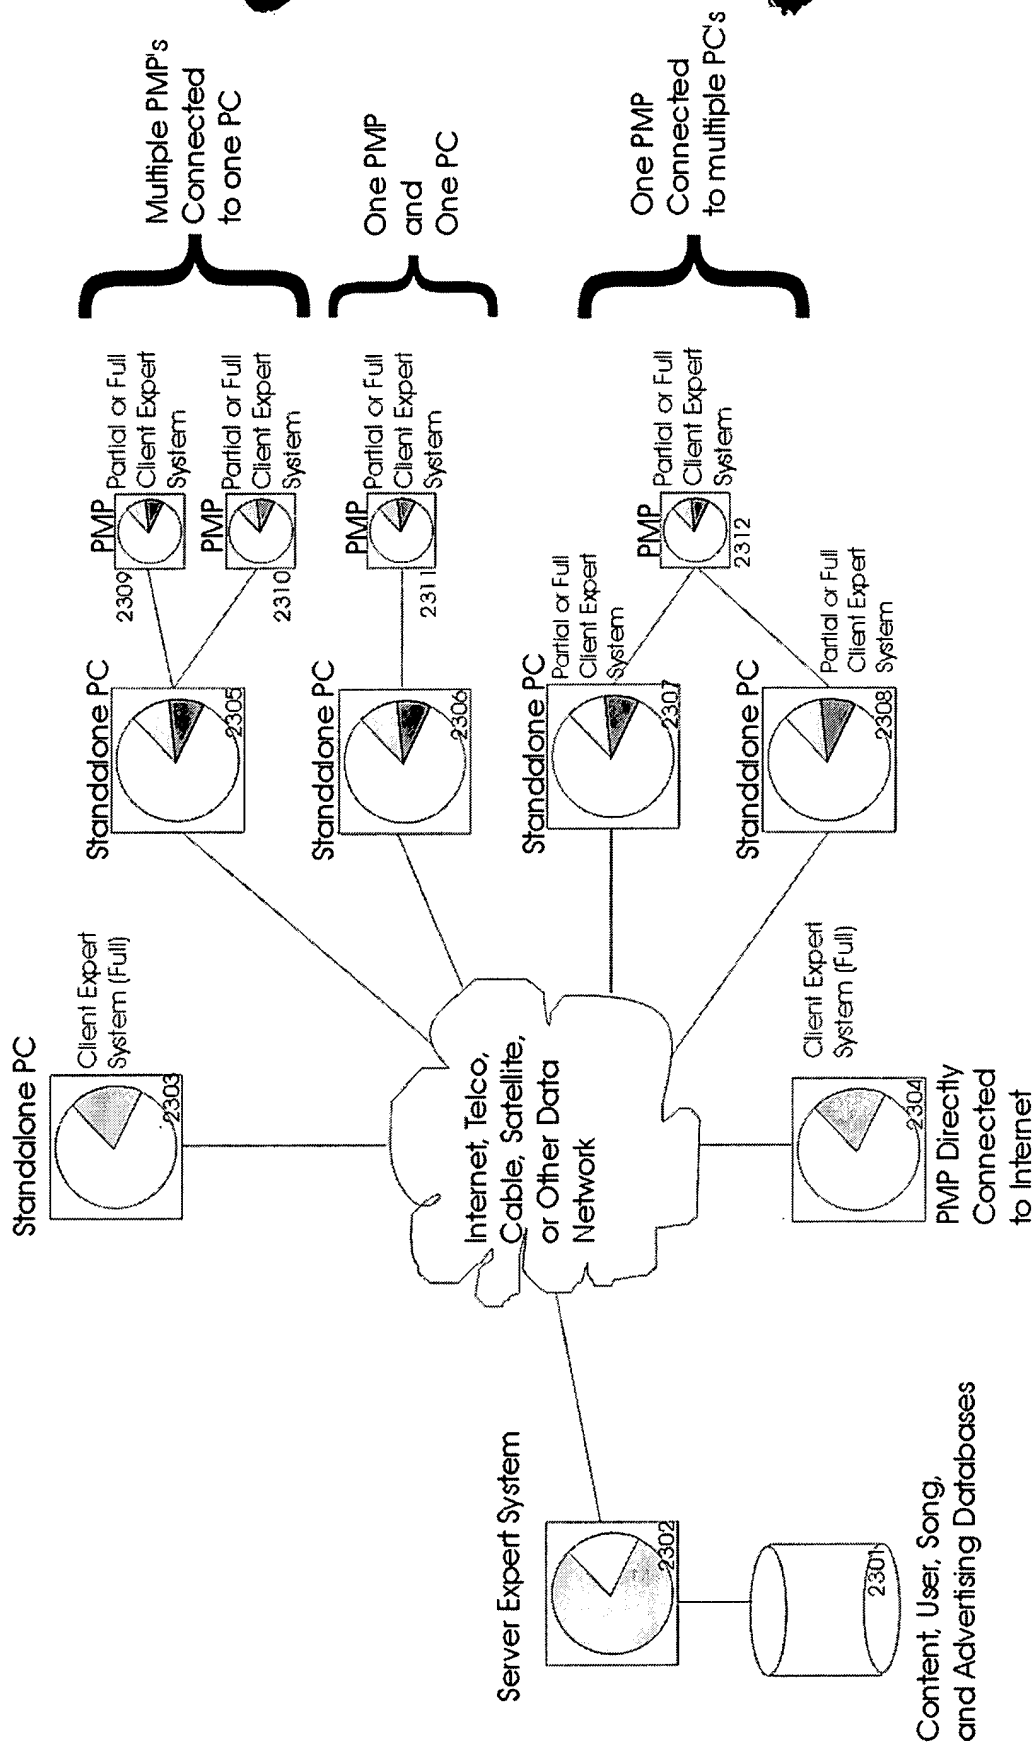 Standalone PC
Client Expert
System (Full)
2303
Standalone PC
2305
PMP
2309
Partial or Full
Client Expert
System
PMP
2310
Partial or Full
Client Expert
System
Multiple PMP's
Connected
to one PC
Standalone PC
2306
PMP
2311
Partial or Full
Client Expert
System
One PMP
and
One PC
Server Expert System
2302
Internet, Telco,
Cable, Satellite,
or Other Data
Network
Standalone PC
Partial or Full
Client Expert
System
2307
PMP
2312
Partial or Full
Client Expert
System
One PMP
Connected
to multiple PC's
Standalone PC
Partial or Full
Client Expert
System
2308
2301
Content, User, Song,
and Advertising Databases
Client Expert
System (Full)
2304
PMP Directly
Connected
to Internet